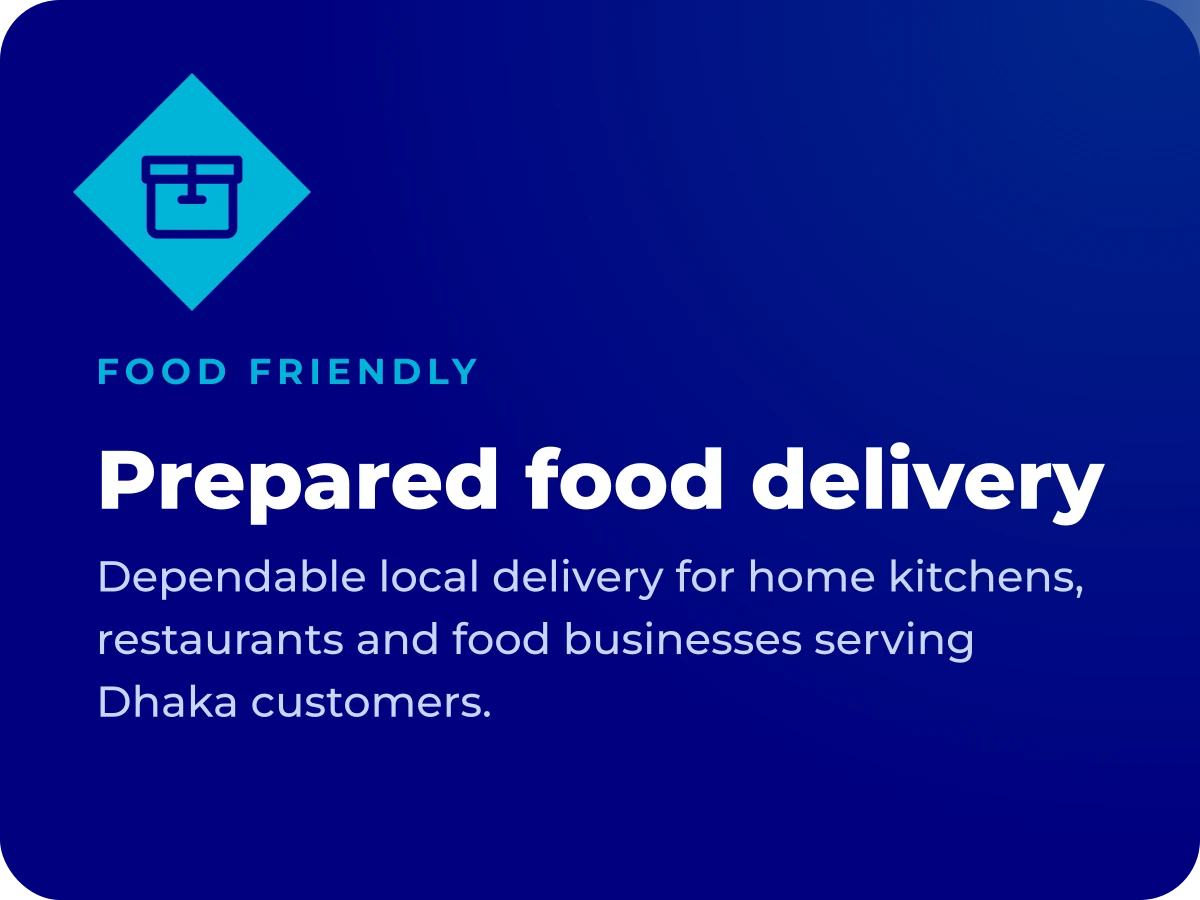 FOOD FRIENDLY
Prepared food delivery
Dependable local delivery for home kitchens,
restaurants and food businesses serving
Dhaka customers.